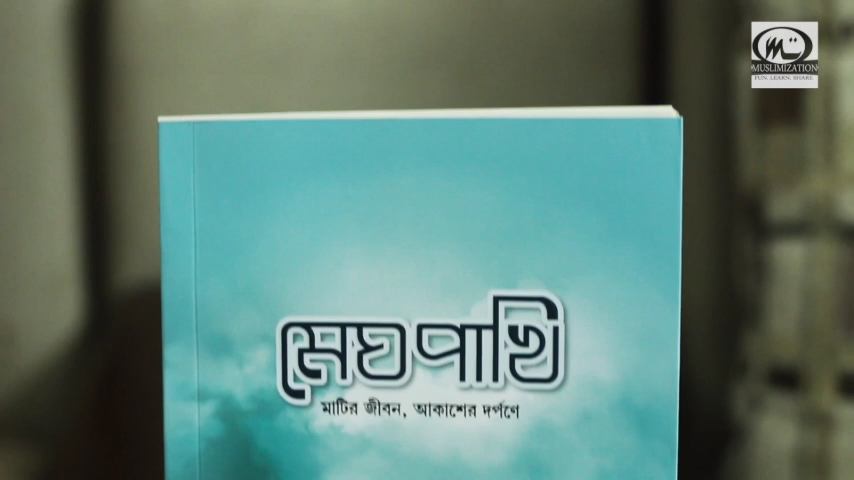 MUSLIMIZATION
FUN. LEARN. SHARE.
মেঘপাখি
মাটির জীবন, আকাশের দর্পণে